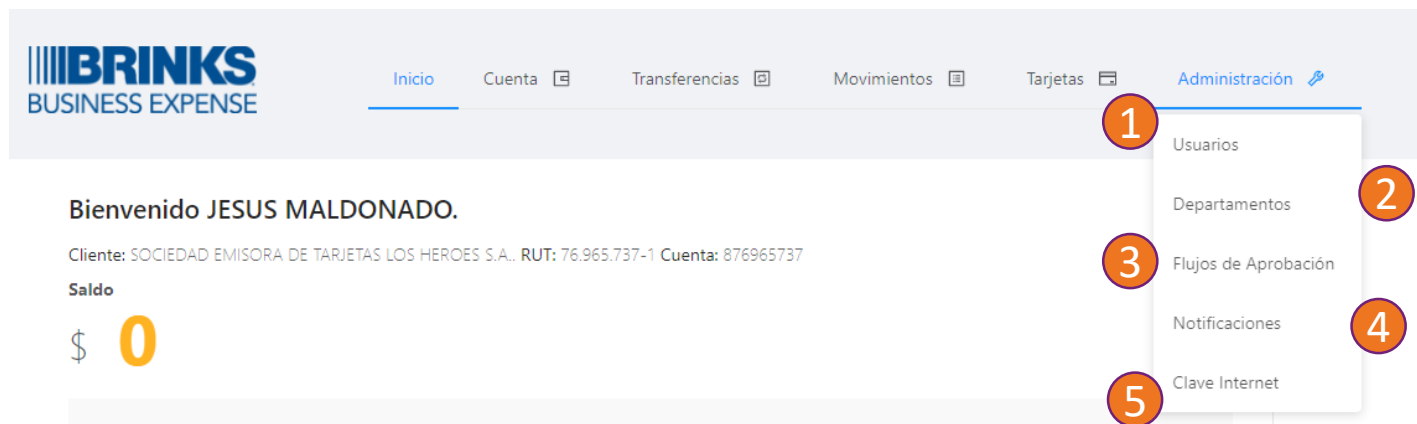 BRINKS
BUSINESS EXPENSE
Inicio Cuenta Transferencias Movimientos Tarjetas Administración
1 Usuarios
Departamentos 2
3 Flujos de Aprobación
Notificaciones 4
5 Clave Internet
Bienvenido JESUS MALDONADO.
Cliente: SOCIEDAD EMISORA DE TARJETAS LOS HEROES S.A.. RUT: 76.965.737-1 Cuenta: 876965737
Saldo
$ 0